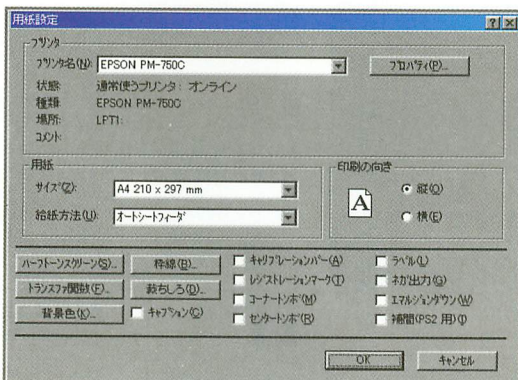 用紙設定
プリンタ
プリンタ名(N): EPSON PM-750C プロパティ(P)...
状態: 通常使うプリンタ: オンライン
種類: EPSON PM-750C
場所: LPT1:
コメント:
用紙
サイズ(Z): A4 210 x 297 mm
給紙方法(U): オートシートフィーダ
印刷の向き
A
縦(O)
横(E)
ハーフトーンスクリーン(S)... 枠線(B)... キャリブレーションバー(A) ラベル(L)
トランスファ関数(F)... 裁ちしろ(D)... レジストレーションマーク(T) ネガ出力(G)
背景色(K)... キャプション(C) コーナートンボ(M) エマルションダウン(W)
センタートンボ(R) 補間(PS2 用)(I)
OK キャンセル